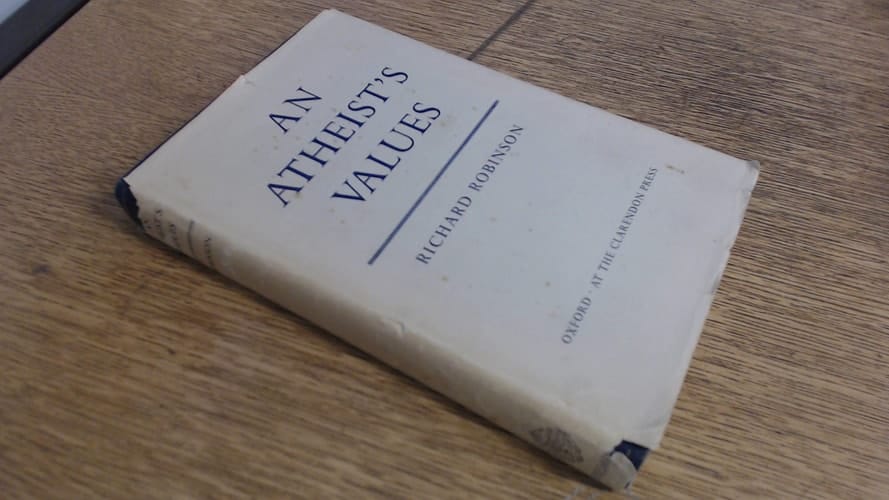 AN
ATHEIST'S
VALUES
RICHARD ROBINSON
OXFORD · AT THE CLARENDON PRESS